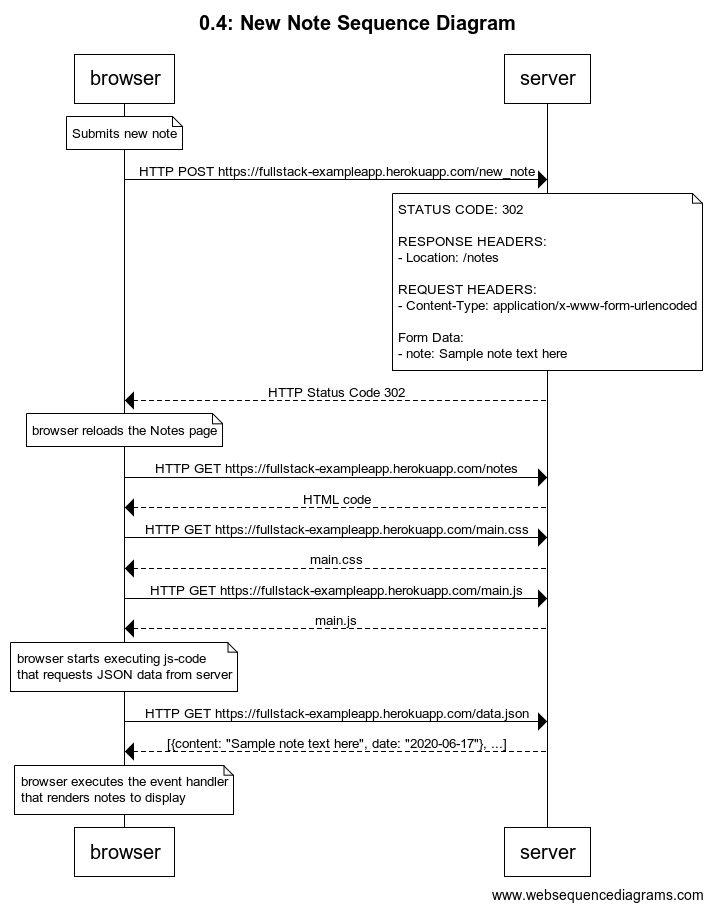 0.4: New Note Sequence Diagram
browser
server
Submits new note
HTTP POST https://fullstack-exampleapp.herokuapp.com/new_note
STATUS CODE: 302
RESPONSE HEADERS:
- Location: /notes
REQUEST HEADERS:
- Content-Type: application/x-www-form-urlencoded
Form Data:
- note: Sample note text here
HTTP Status Code 302
browser reloads the Notes page
HTTP GET https://fullstack-exampleapp.herokuapp.com/notes
HTML code
HTTP GET https://fullstack-exampleapp.herokuapp.com/main.css
main.css
HTTP GET https://fullstack-exampleapp.herokuapp.com/main.js
main.js
browser starts executing js-code
that requests JSON data from server
HTTP GET https://fullstack-exampleapp.herokuapp.com/data.json
[{content: "Sample note text here", date: "2020-06-17"}, ...]
browser executes the event handler
that renders notes to display
browser
server
www.websequencediagrams.com